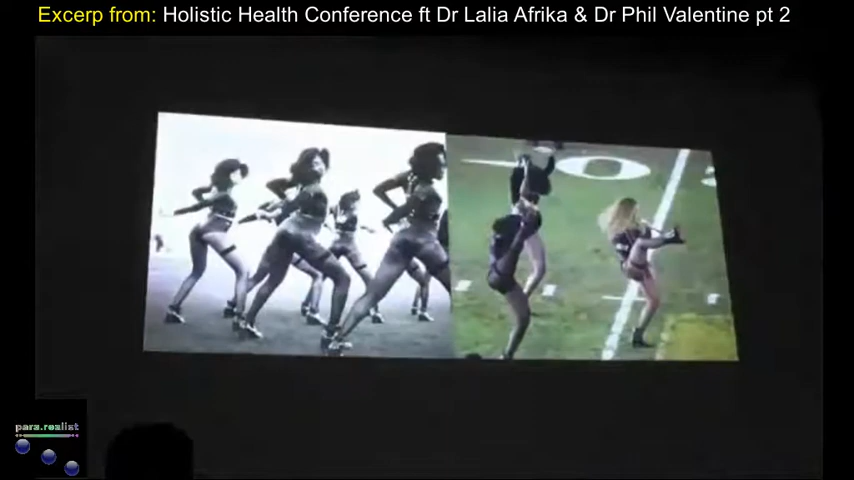 Excerp from: Holistic Health Conference ft Dr Lalia Afrika & Dr Phil Valentine pt 2
para.realist